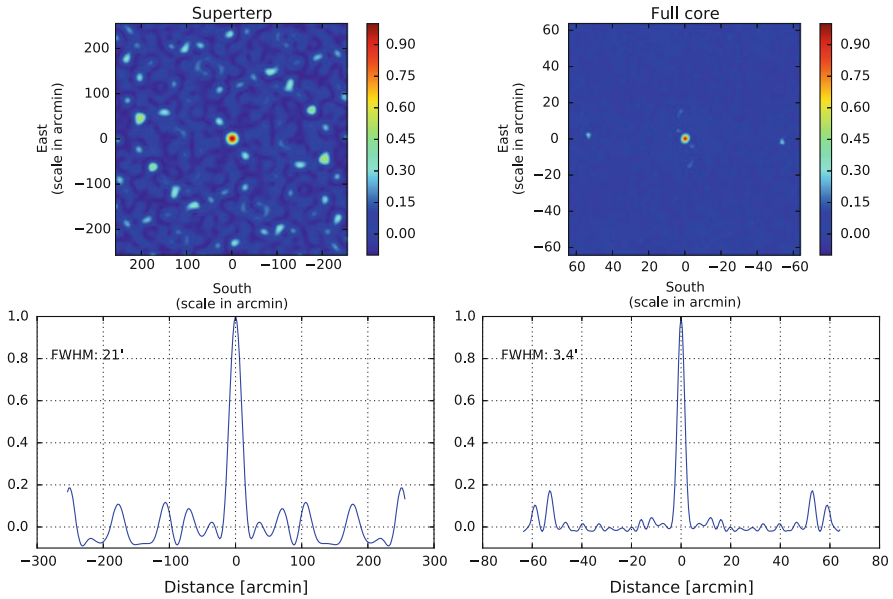 Superterp
Full core
East
(scale in arcmin)
200
100
0
−100
−200
200 100 0 −100 −200
South
(scale in arcmin)
0.90
0.75
0.60
0.45
0.30
0.15
0.00
East
(scale in arcmin)
60
40
20
0
−20
−40
−60
60 40 20 0 −20 −40 −60
South
(scale in arcmin)
0.90
0.75
0.60
0.45
0.30
0.15
0.00
1.0
0.8
0.6
0.4
0.2
0.0
FWHM: 21'
−300 −200 −100 0 100 200 300
Distance [arcmin]
1.0
0.8
0.6
0.4
0.2
0.0
FWHM: 3.4'
−80 −60 −40 −20 0 20 40 60 80
Distance [arcmin]